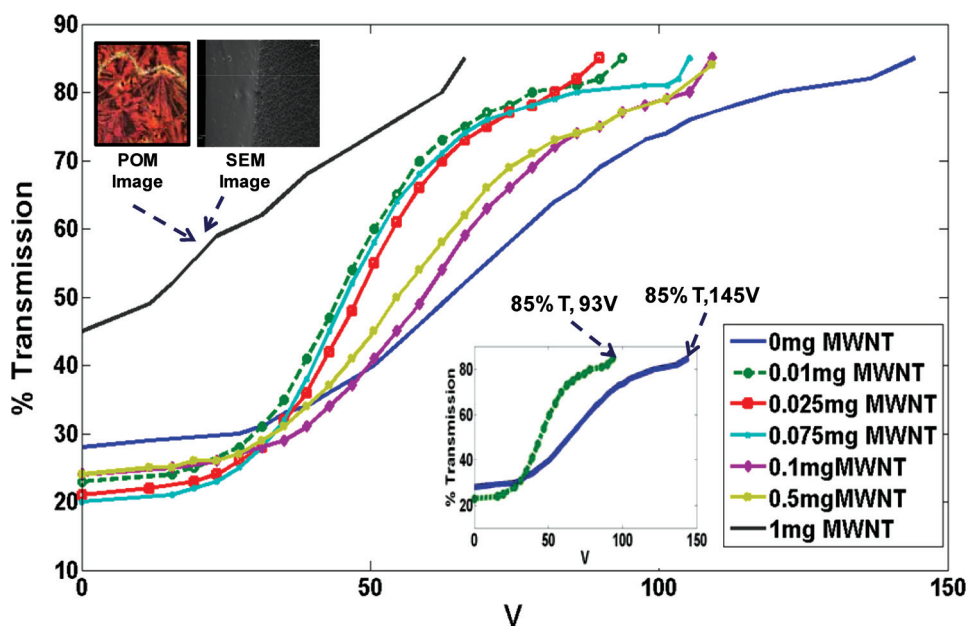 90
80
70
60
50
40
30
20
10
% Transmission
0
50
100
150
V
POM
Image
SEM
Image
85% T, 93V
85% T,145V
80
60
40
20
% Transmission
0
50
100
150
V
0mg MWNT
0.01mg MWNT
0.025mg MWNT
0.075mg MWNT
0.1mgMWNT
0.5mgMWNT
1mg MWNT